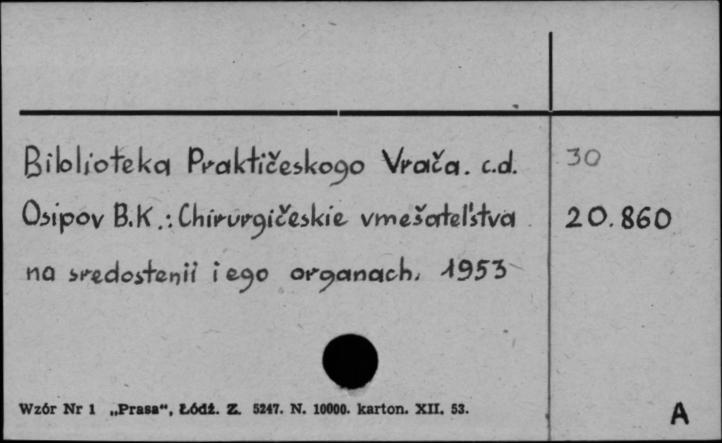 Biblioteka Praktičeskogo Vrača. c.d. 30
Osipov B.K.: Chirurgičeskie vmešatel'stva 20.860
na sredostenii i ego organach. 1953
Wzór Nr 1 „Prasa", Łódź. Z. 5247. N. 10000. karton. XII. 53.
A